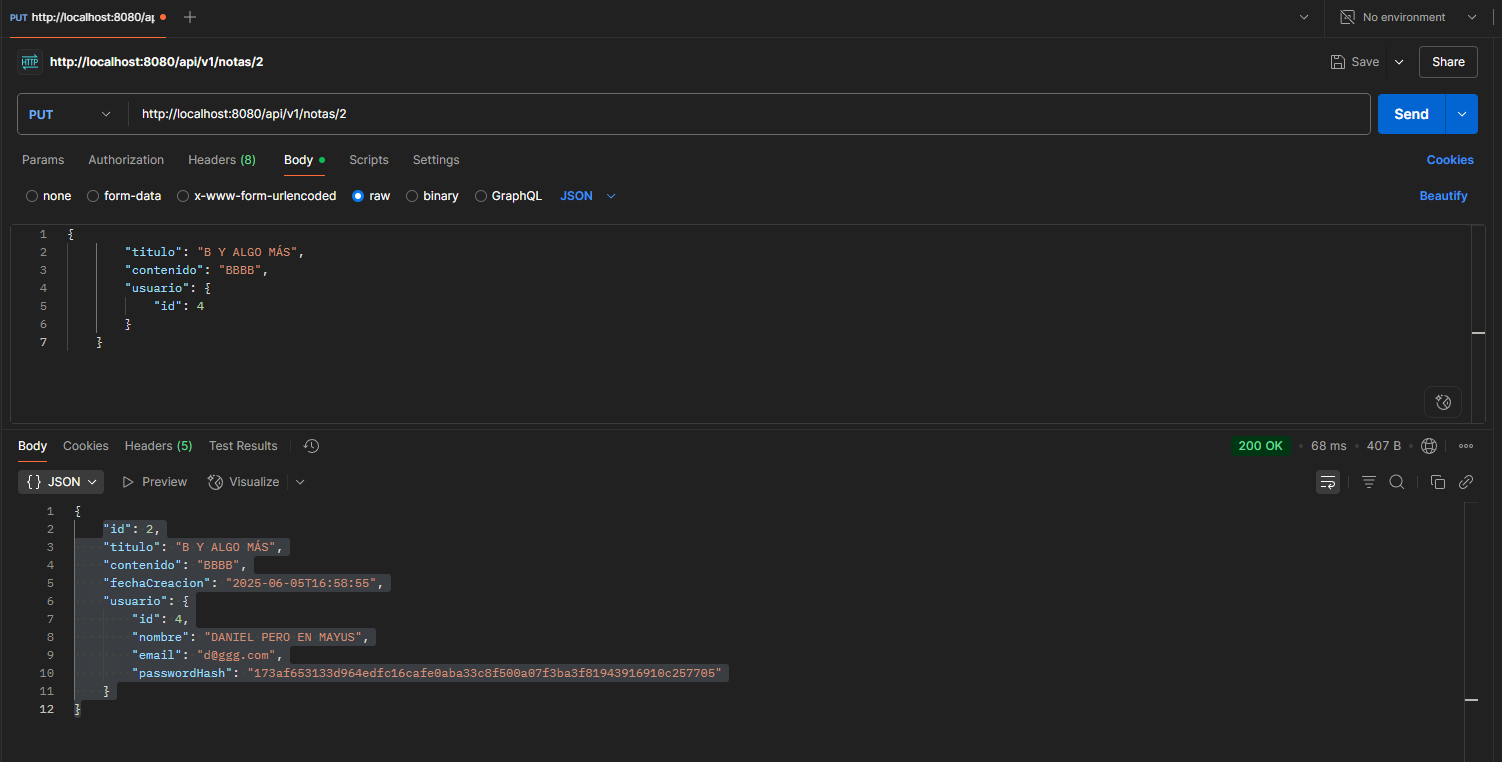 PUT http://localhost:8080/ap
No environment
HTTP http://localhost:8080/api/v1/notas/2
Save
Share
PUT
http://localhost:8080/api/v1/notas/2
Send
Params Authorization Headers (8) Body Scripts Settings
Cookies
none form-data x-www-form-urlencoded raw binary GraphQL JSON
Beautify
1 {
2 "titulo": "B Y ALGO MÁS",
3 "contenido": "BBBB",
4 "usuario": {
5 "id": 4
6 }
7 }
Body Cookies Headers (5) Test Results
200 OK • 68 ms • 407 B •
{} JSON Preview Visualize
1 {
2 "id": 2,
3 "titulo": "B Y ALGO MÁS",
4 "contenido": "BBBB",
5 "fechaCreacion": "2025-06-05T16:58:55",
6 "usuario": {
7 "id": 4,
8 "nombre": "DANIEL PERO EN MAYUS",
9 "email": "d@ggg.com",
10 "passwordHash": "173af653133d964edfc16cafe0aba33c8f500a07f3ba3f81943916910c257705"
11 }
12 }